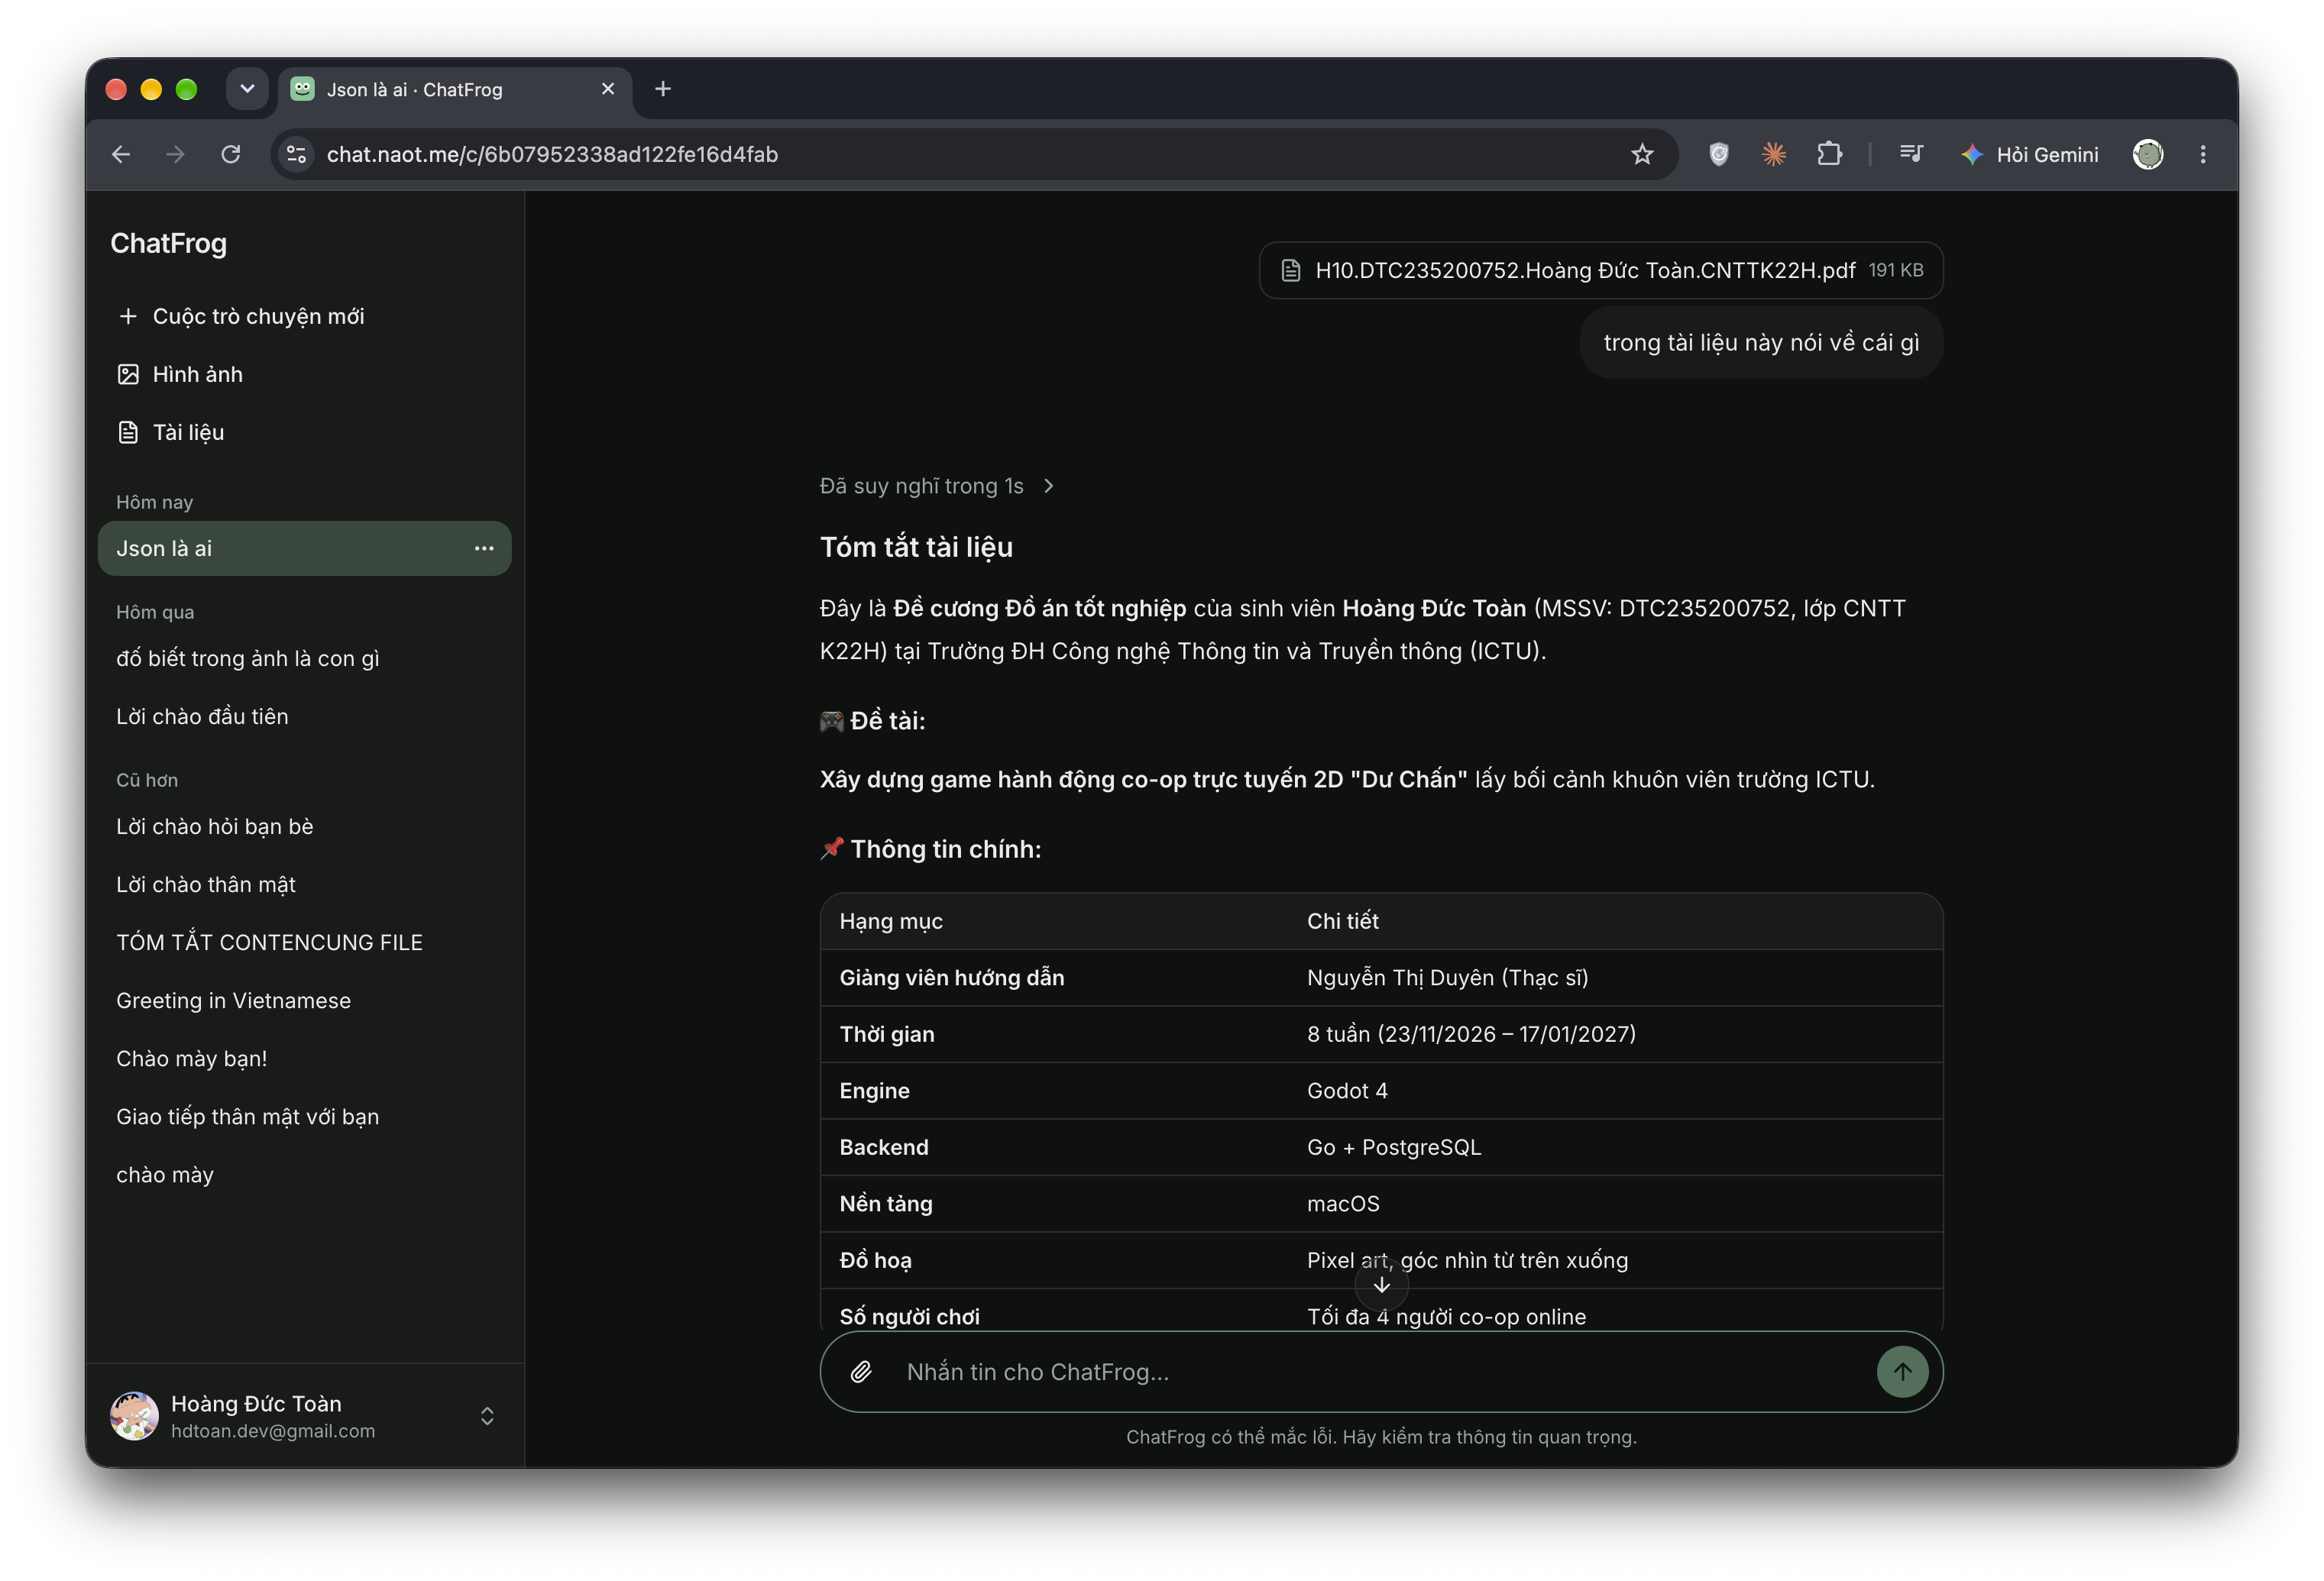 Json là ai · ChatFrog
chat.naot.me/c/6b07952338ad122fe16d4fab
Hỏi Gemini
ChatFrog
Cuộc trò chuyện mới
Hình ảnh
Tài liệu
Hôm nay
Json là ai
Hôm qua
đố biết trong ảnh là con gì
Lời chào đầu tiên
Cũ hơn
Lời chào hỏi bạn bè
Lời chào thân mật
TÓM TẮT CONTENCUNG FILE
Greeting in Vietnamese
Chào mày bạn!
Giao tiếp thân mật với bạn
chào mày
Hoàng Đức Toàn
hdtoan.dev@gmail.com
H10.DTC235200752.Hoàng Đức Toàn.CNTTK22H.pdf 191 KB
trong tài liệu này nói về cái gì
Đã suy nghĩ trong 1s
Tóm tắt tài liệu
Đây là Đề cương Đồ án tốt nghiệp của sinh viên Hoàng Đức Toàn (MSSV: DTC235200752, lớp CNTT
K22H) tại Trường ĐH Công nghệ Thông tin và Truyền thông (ICTU).
🎮 Đề tài:
Xây dựng game hành động co-op trực tuyến 2D "Dư Chấn" lấy bối cảnh khuôn viên trường ICTU.
📌 Thông tin chính:
Hạng mục Chi tiết
Giảng viên hướng dẫn Nguyễn Thị Duyên (Thạc sĩ)
Thời gian 8 tuần (23/11/2026 – 17/01/2027)
Engine Godot 4
Backend Go + PostgreSQL
Nền tảng macOS
Đồ hoạ Pixel art, góc nhìn từ trên xuống
Số người chơi Tối đa 4 người co-op online
Nhắn tin cho ChatFrog...
ChatFrog có thể mắc lỗi. Hãy kiểm tra thông tin quan trọng.